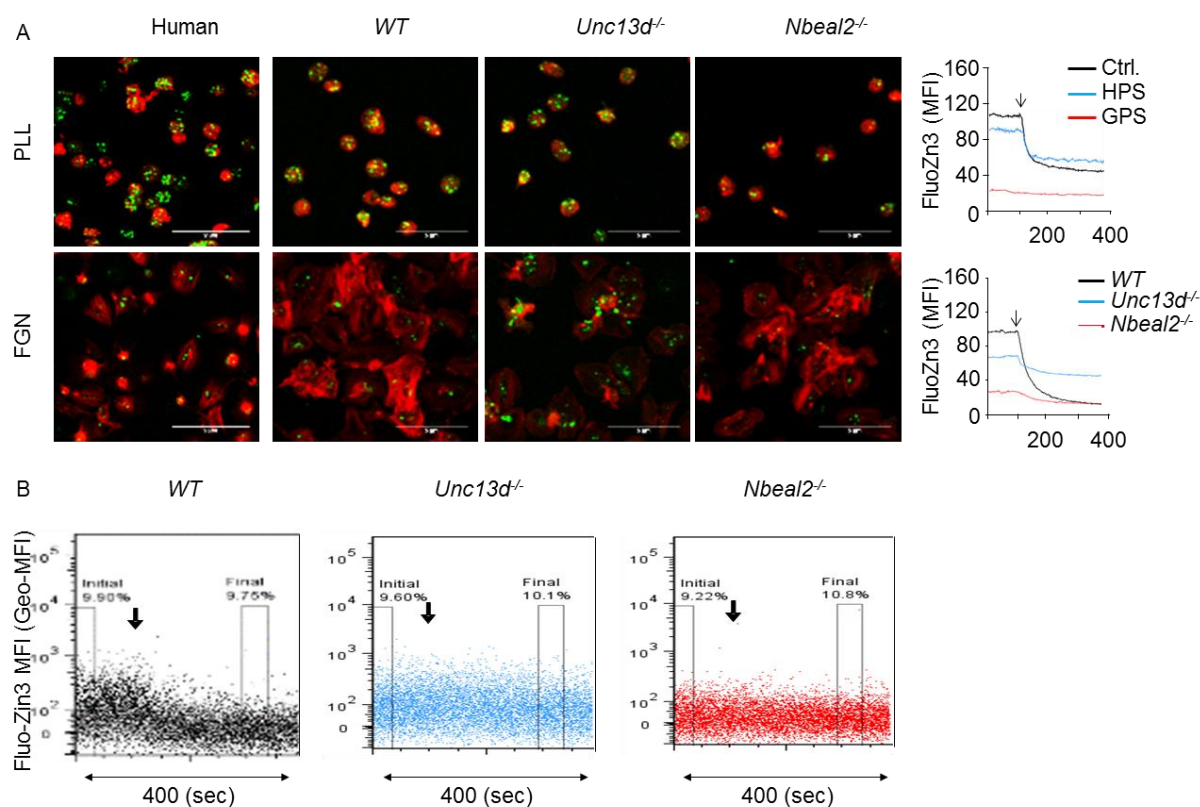 A
Human
WT
Unc13d-/-
Nbeal2-/-
PLL
FGN
FluoZn3 (MFI)
160
120
80
40
0
200
400
Ctrl.
HPS
GPS
FluoZn3 (MFI)
160
120
80
40
0
200
400
WT
Unc13d-/-
Nbeal2-/-
B
WT
Unc13d-/-
Nbeal2-/-
Fluo-Zin3 MFI (Geo-MFI)
10^5
10^4
10^3
10^2
0
Initial
9.90%
Final
9.75%
400 (sec)
10^5
10^4
10^3
10^2
0
Initial
9.60%
Final
10.1%
400 (sec)
10^5
10^4
10^3
10^2
0
Initial
9.22%
Final
10.8%
400 (sec)